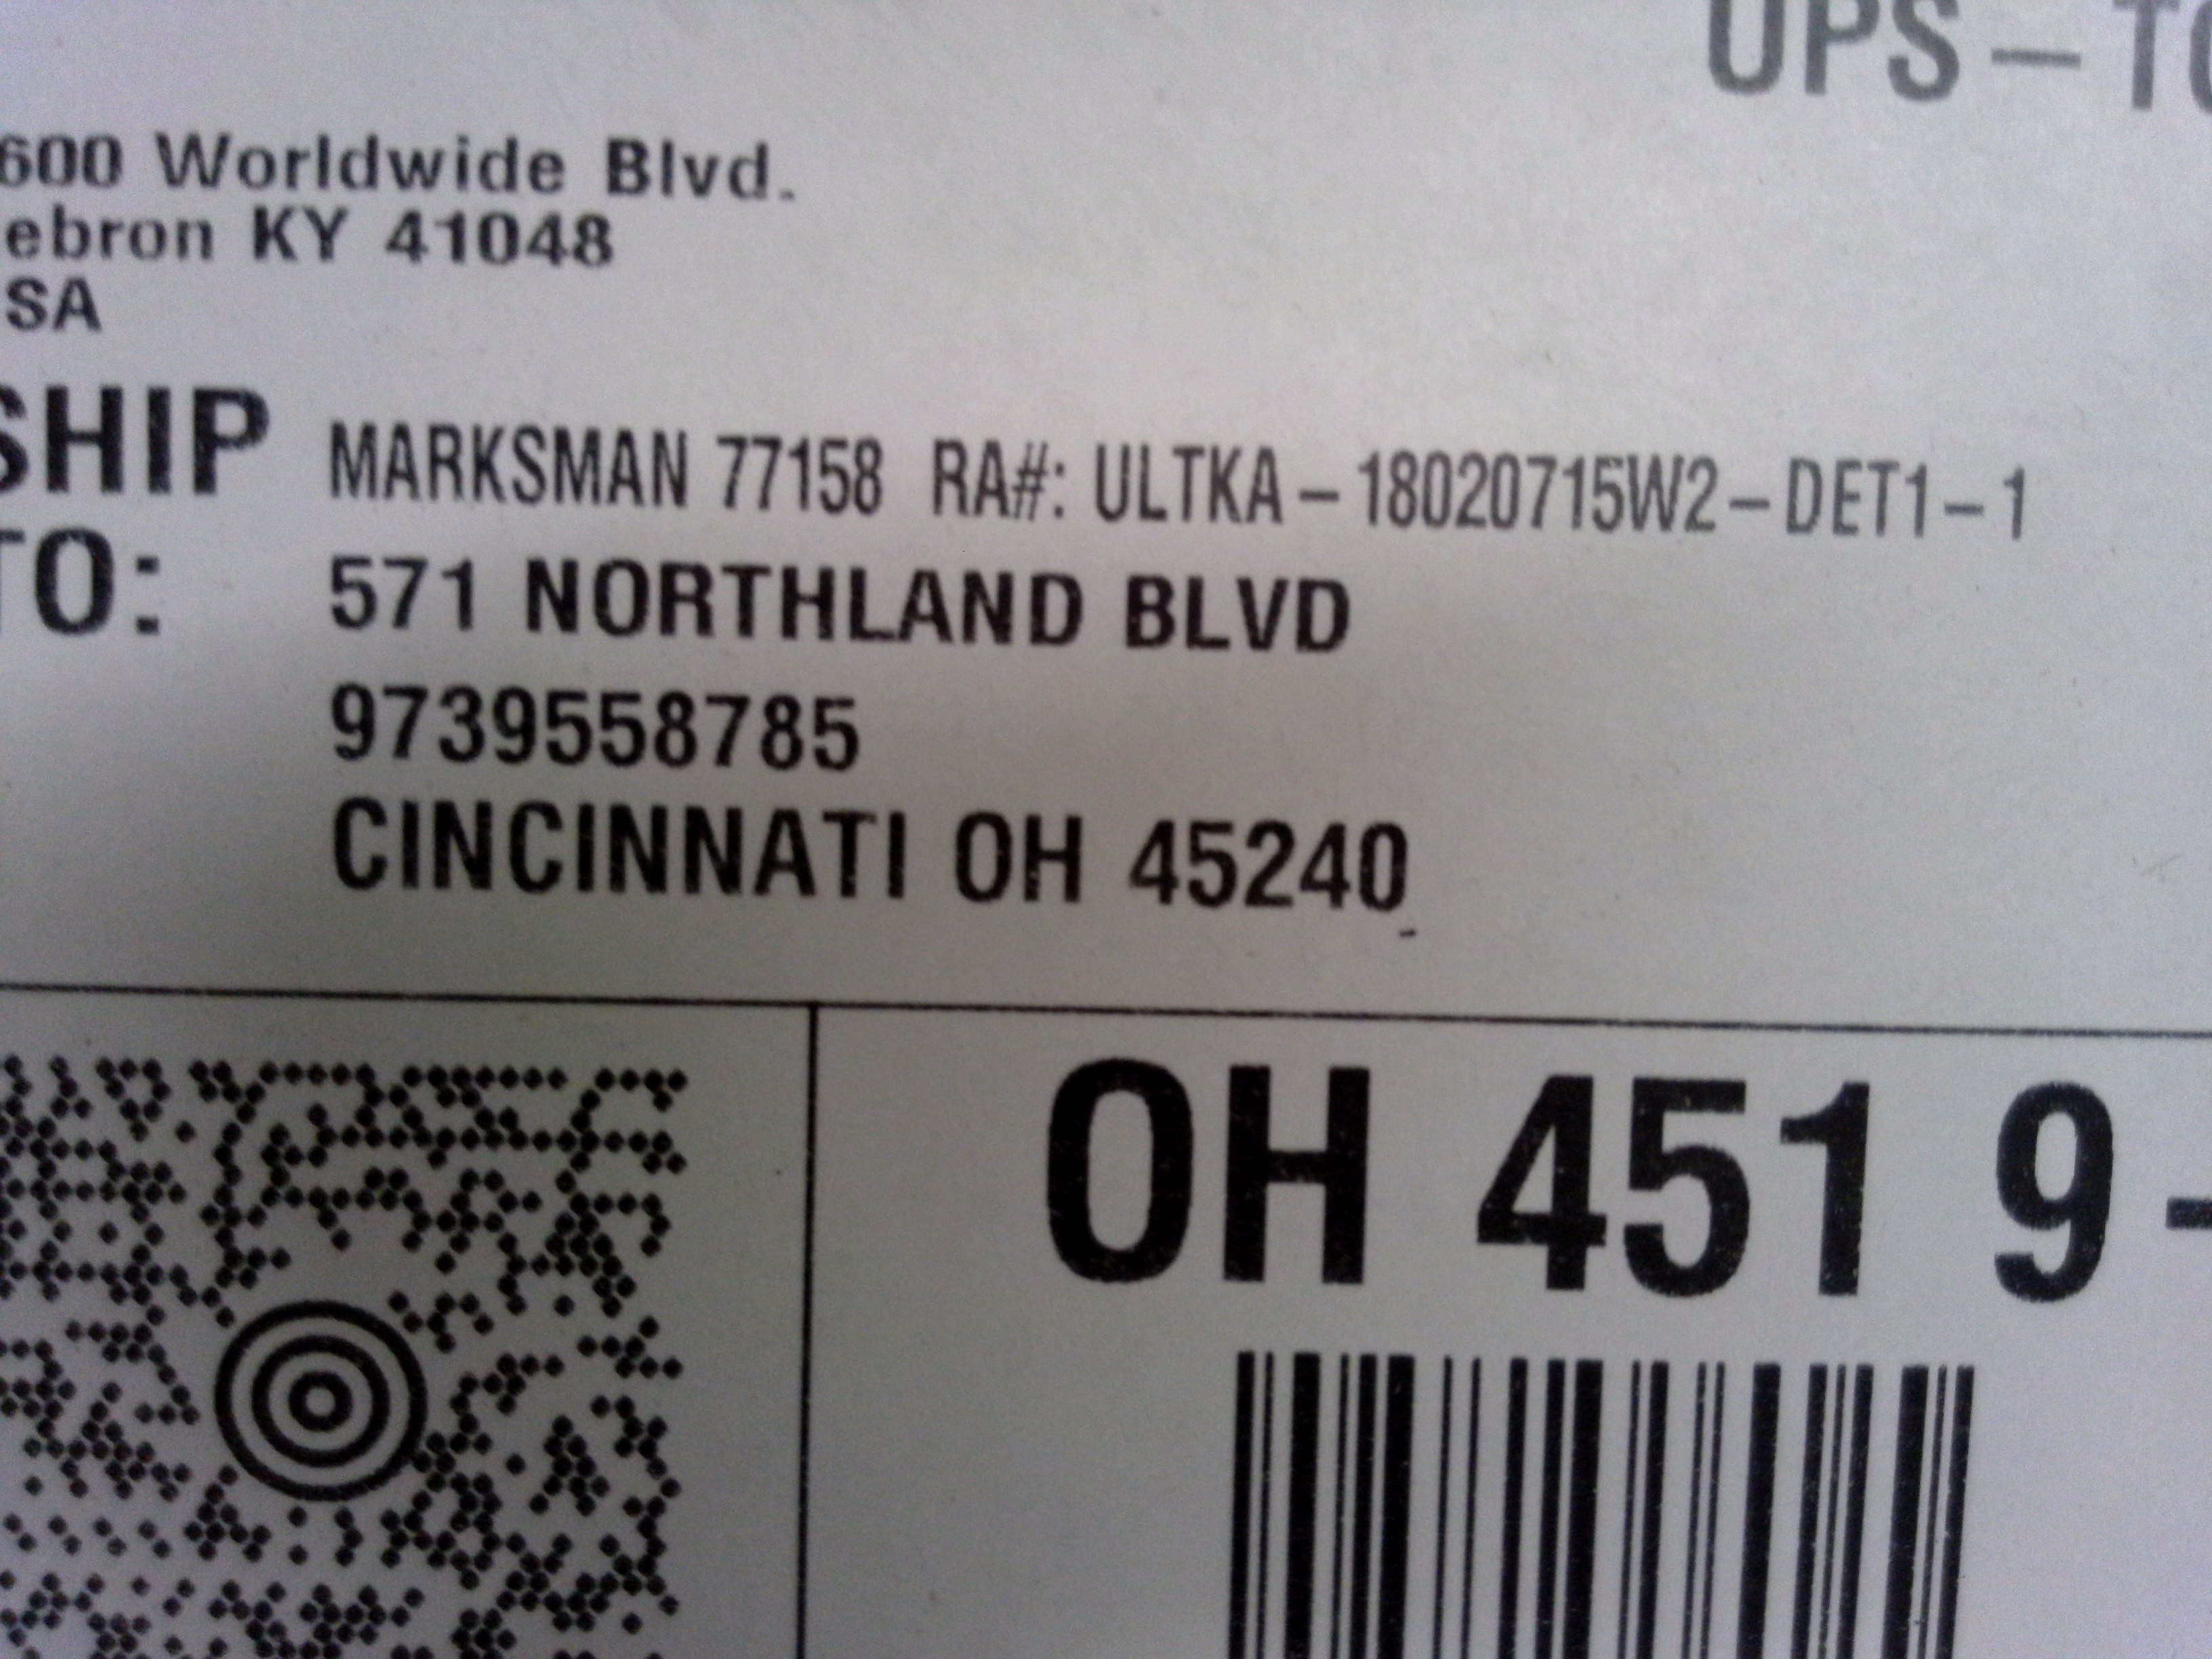 UPS – TO
600 Worldwide Blvd.
ebron KY 41048
SA
SHIP TO:
MARKSMAN 77158 RA#: ULTKA – 18020715W2 – DET1 – 1
571 NORTHLAND BLVD
9739558785
CINCINNATI OH 45240
OH 451 9 -